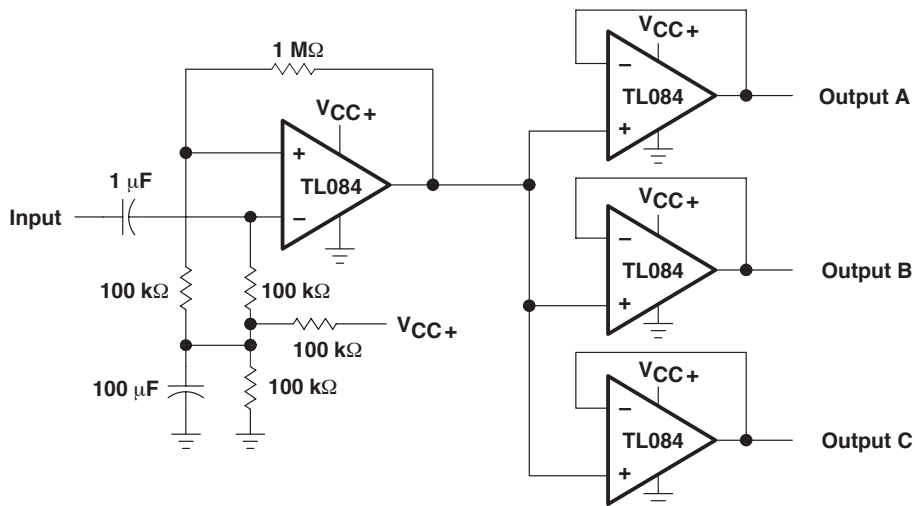 1 MΩ
VCC+
+
TL084
−
1 μF
Input
100 kΩ
100 kΩ
VCC+
100 kΩ
100 μF
100 kΩ
VCC+
−
TL084
+
Output A
VCC+
−
TL084
+
Output B
VCC+
−
TL084
+
Output C